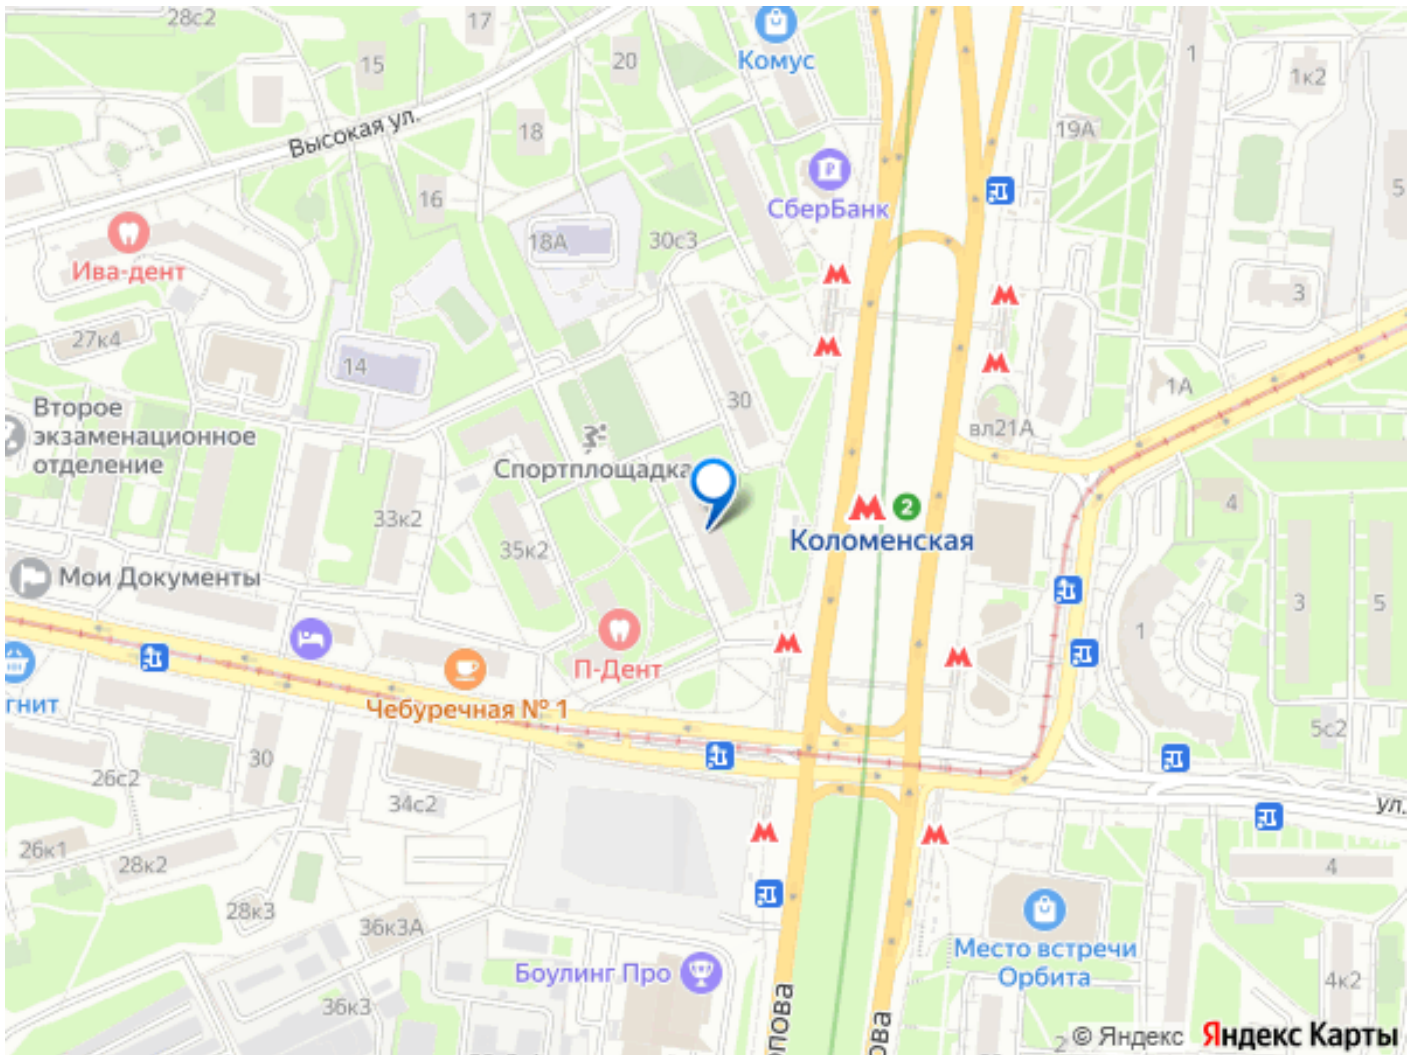 28с2
17
Комус
1
15
20
1к2
Высокая ул.
18
19А
СберБанк
5
16
18А
30с3
Ива-дент
3
27к4
14
1А
30
Второе
экзаменационное
отделение
вл21А
Спортплощадка
4
33к2
2
Коломенская
35к2
Мои Документы
3
5
1
П-Дент
гнит
Чебуречная № 1
5с2
30
26с2
34с2
ул.
26к1
28к2
4
28к3
36к3А
Место встречи
Орбита
Боулинг Про
4к2
36к3
опова
ова
2
© Яндекс
Яндекс Карты